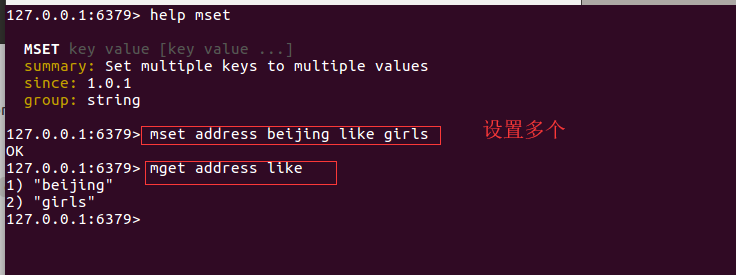 127.0.0.1:6379> help mset
MSET key value [key value ...]
summary: Set multiple keys to multiple values
since: 1.0.1
group: string
127.0.0.1:6379> mset address beijing like girls 设置多个
OK
127.0.0.1:6379> mget address like
1) "beijing"
2) "girls"
127.0.0.1:6379>